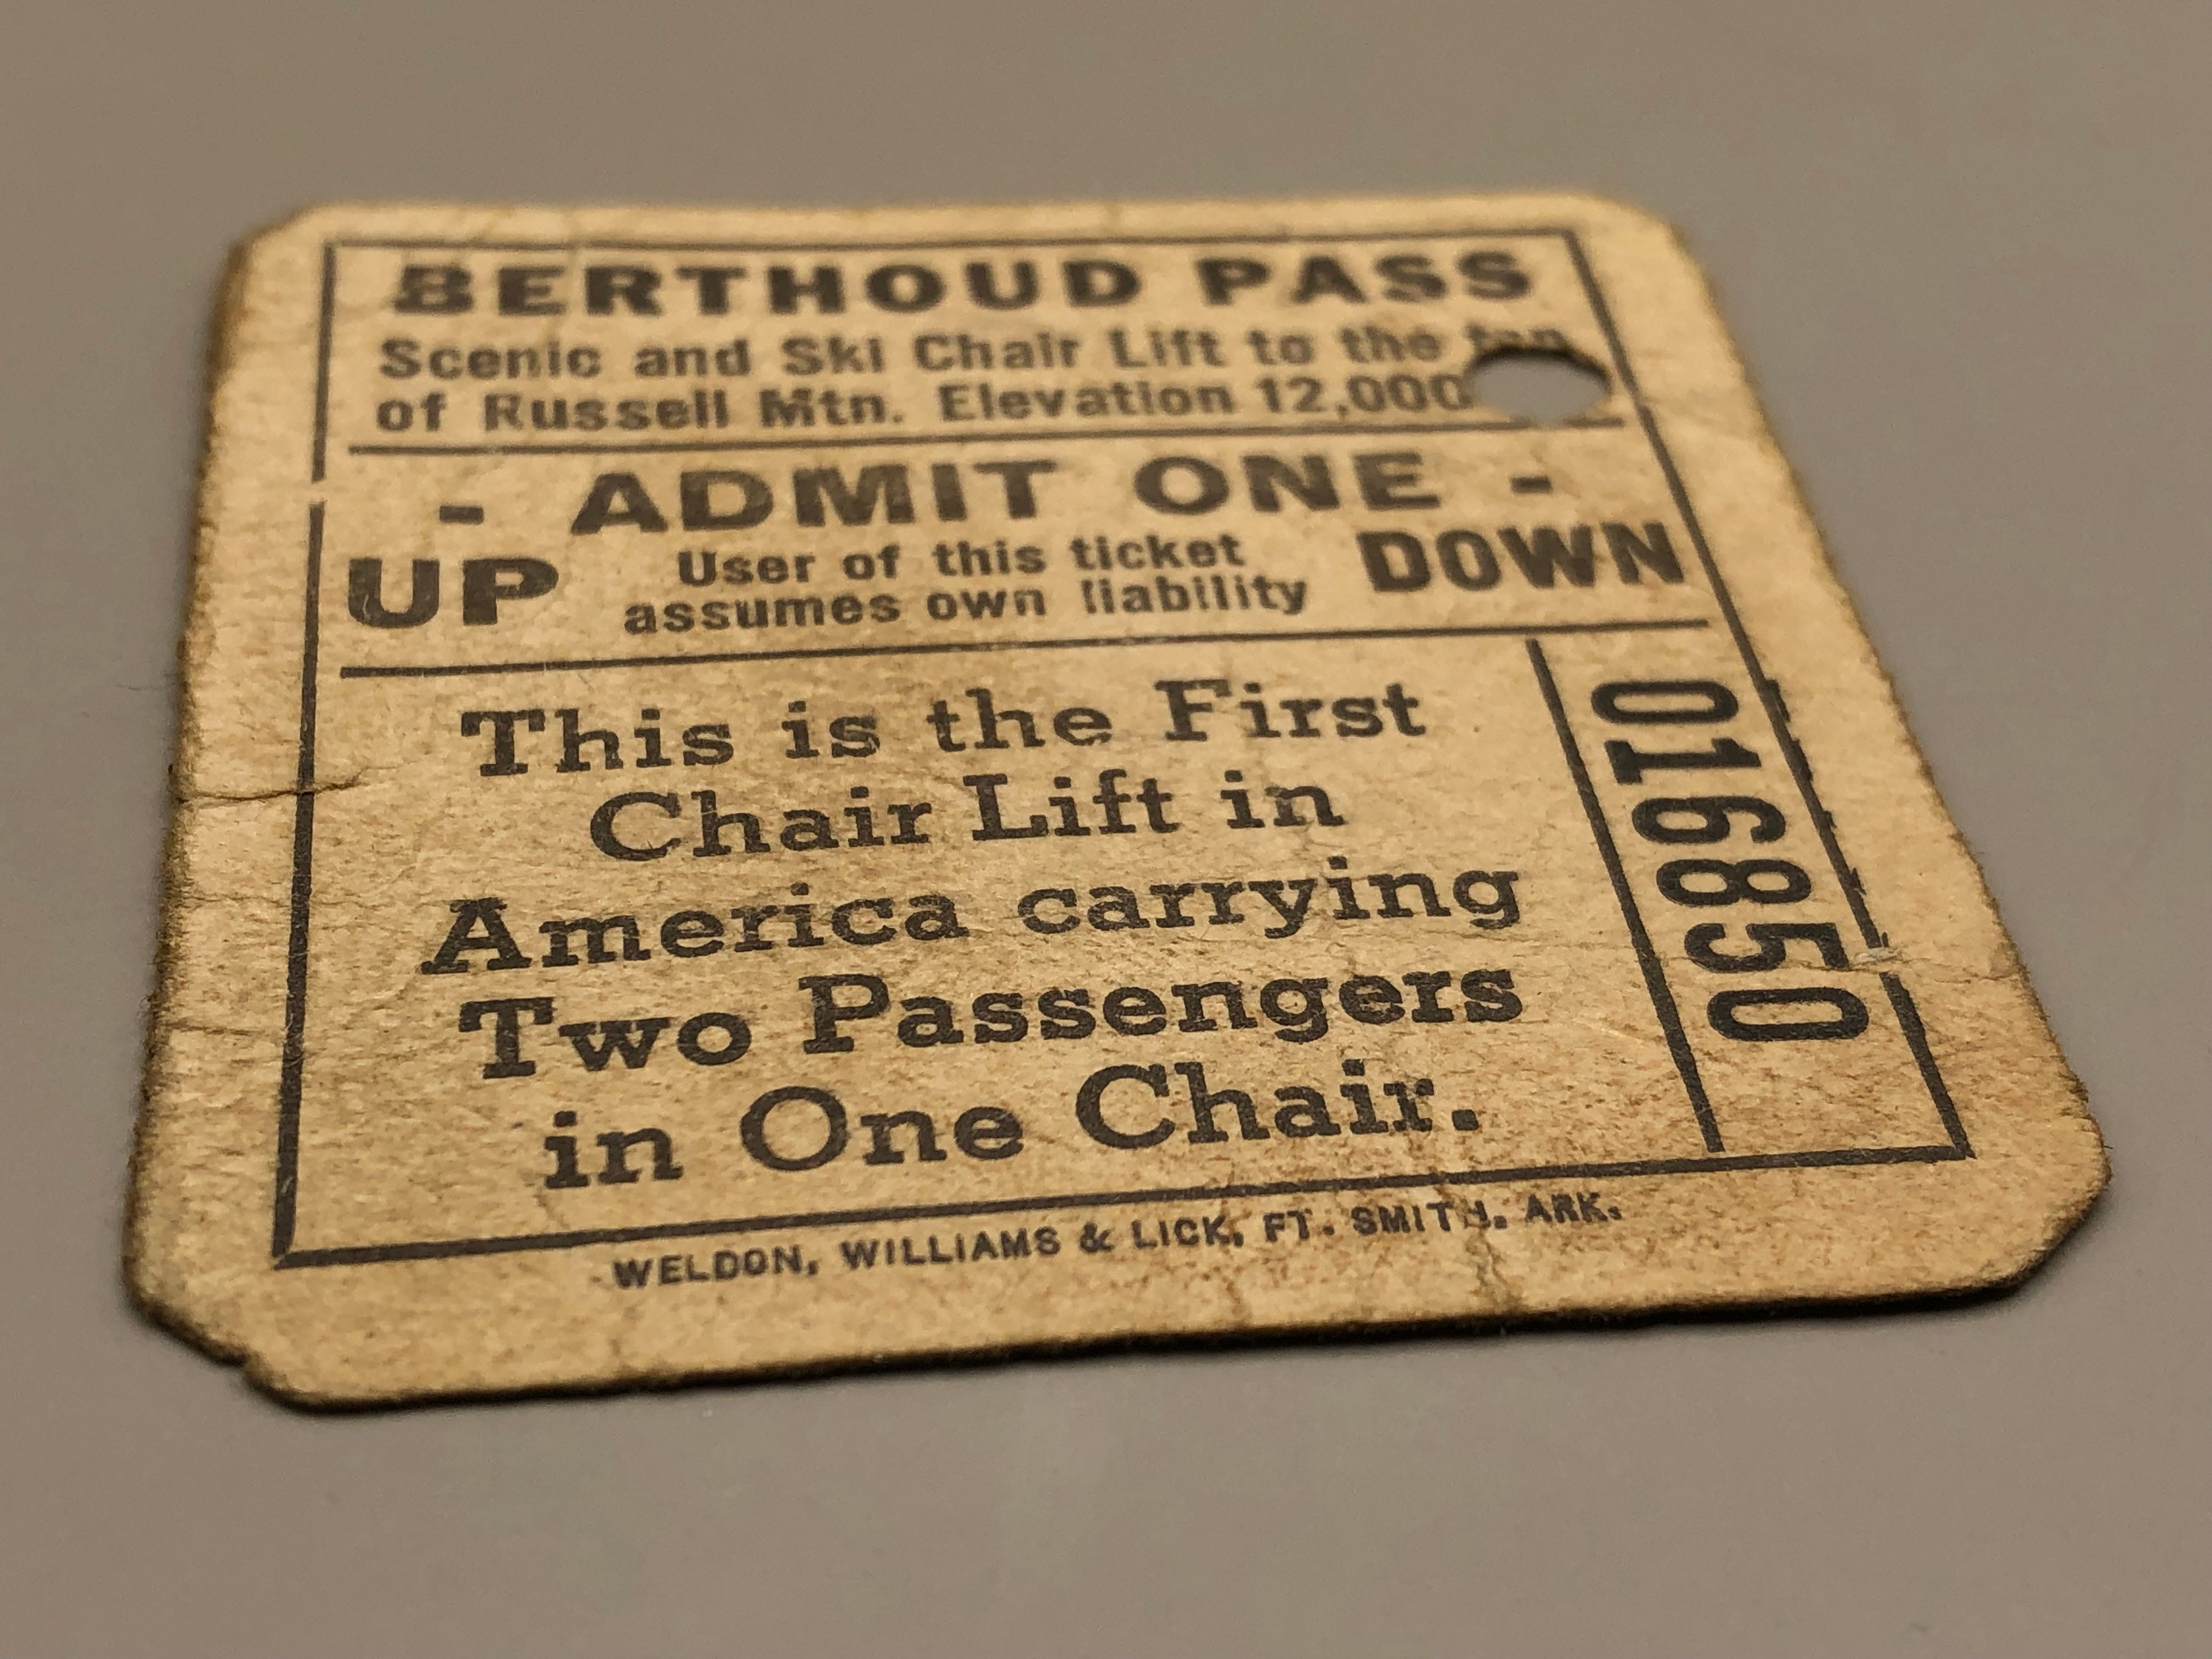 BERTHOUD PASS
Scenic and Ski Chair Lift to the top
of Russell Mtn. Elevation 12,000
- ADMIT ONE -
UP User of this ticket DOWN
assumes own liability
This is the First
Chair Lift in
America carrying
Two Passengers
in One Chair.
016850
WELDON, WILLIAMS & LICK, FT. SMITH, ARK.